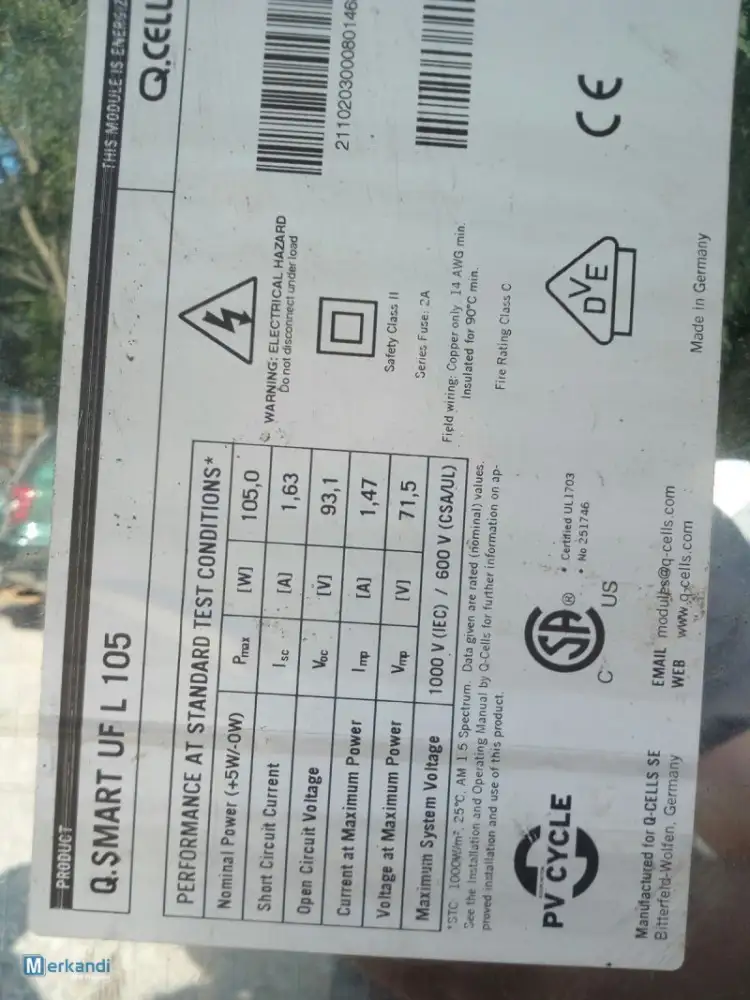 PRODUCT
THIS MODULE IS
Q.SMART UF L 105
Q.CELL
PERFORMANCE AT STANDARD TEST CONDITIONS*
Nominal Power (+5W/-0W) Pmax [W] 105,0
Short Circuit Current Isc [A] 1,63
Open Circuit Voltage Voc [V] 93,1
Current at Maximum Power Imp [A] 1,47
Voltage at Maximum Power Vmp [V] 71,5
Maximum System Voltage 1000 V (IEC) / 600 V (CSA/UL)
*STC 1000W/m², 25°C, AM 1.5 Spectrum. Data given are rated (nominal) values.
See the Installation and Operating Manual by Q-Cells for further information on ap-
proved installation and use of this product.
WARNING: ELECTRICAL HAZARD
Do not disconnect under load
Safety Class II
Series Fuse: 2A
Field wiring: Copper only 14 AWG min.
Insulated for 90°C min.
Fire Rating Class C
211020300080146
PV CYCLE
C SA ® US
• Certified UL1703
• No 251746
VDE
CE
Manufactured for Q-CELLS SE
Bitterfeld-Wolfen, Germany
EMAIL modules@q-cells.com
WEB www.q-cells.com
Made in Germany
Merkandi